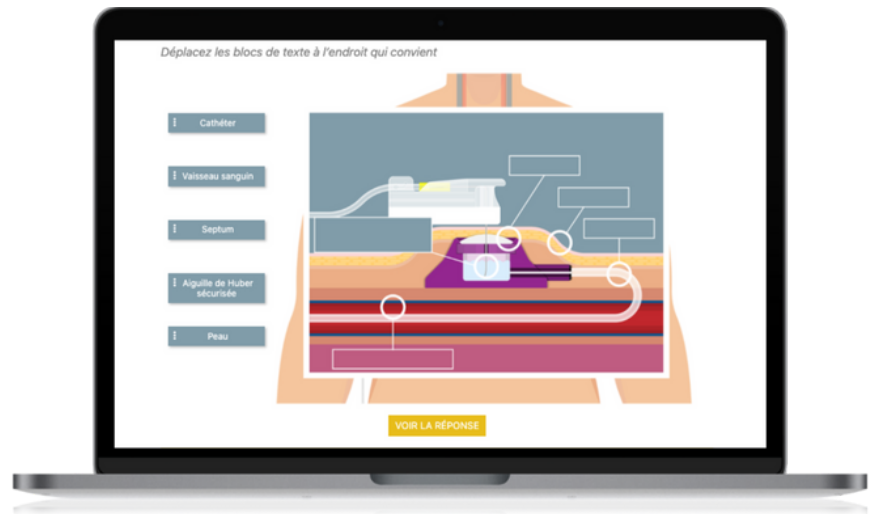 Déplacez les blocs de texte à l'endroit qui convient
Cathéter
Vaisseau sanguin
Septum
Aiguille de Huber
sécurisée
Peau
VOIR LA RÉPONSE